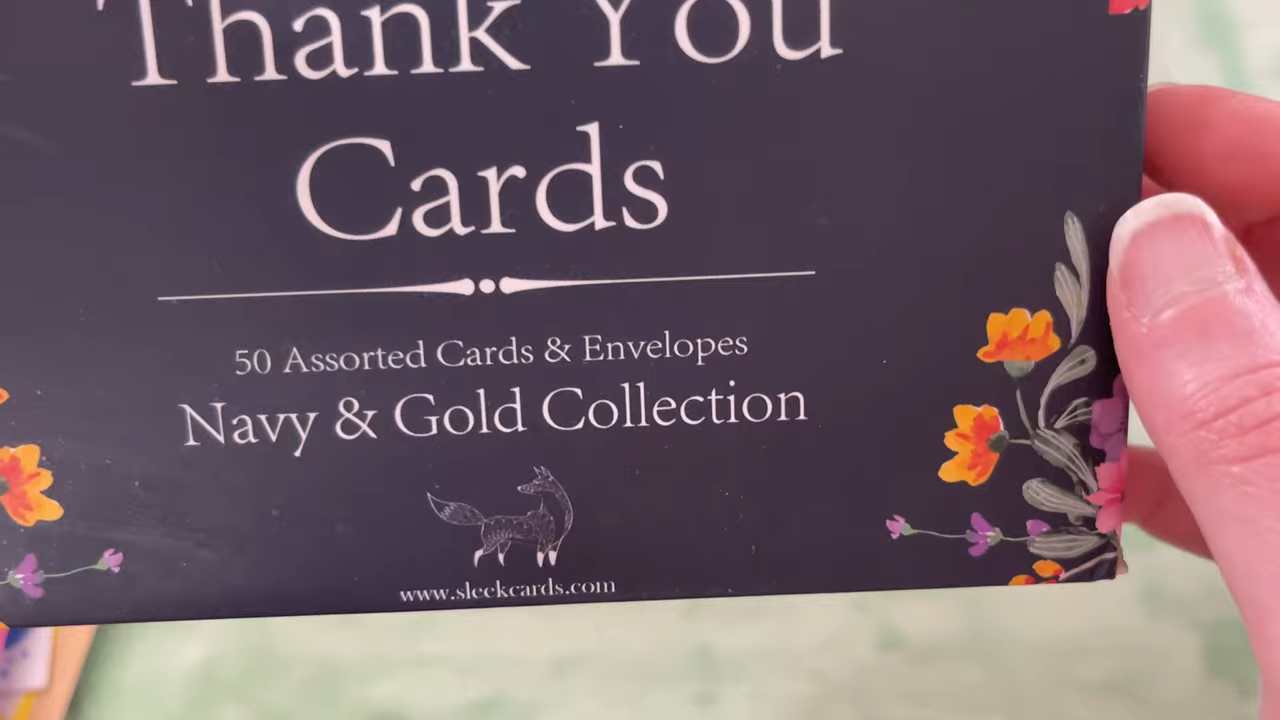 Thank You
Cards
50 Assorted Cards & Envelopes
Navy & Gold Collection
www.sleekcards.com